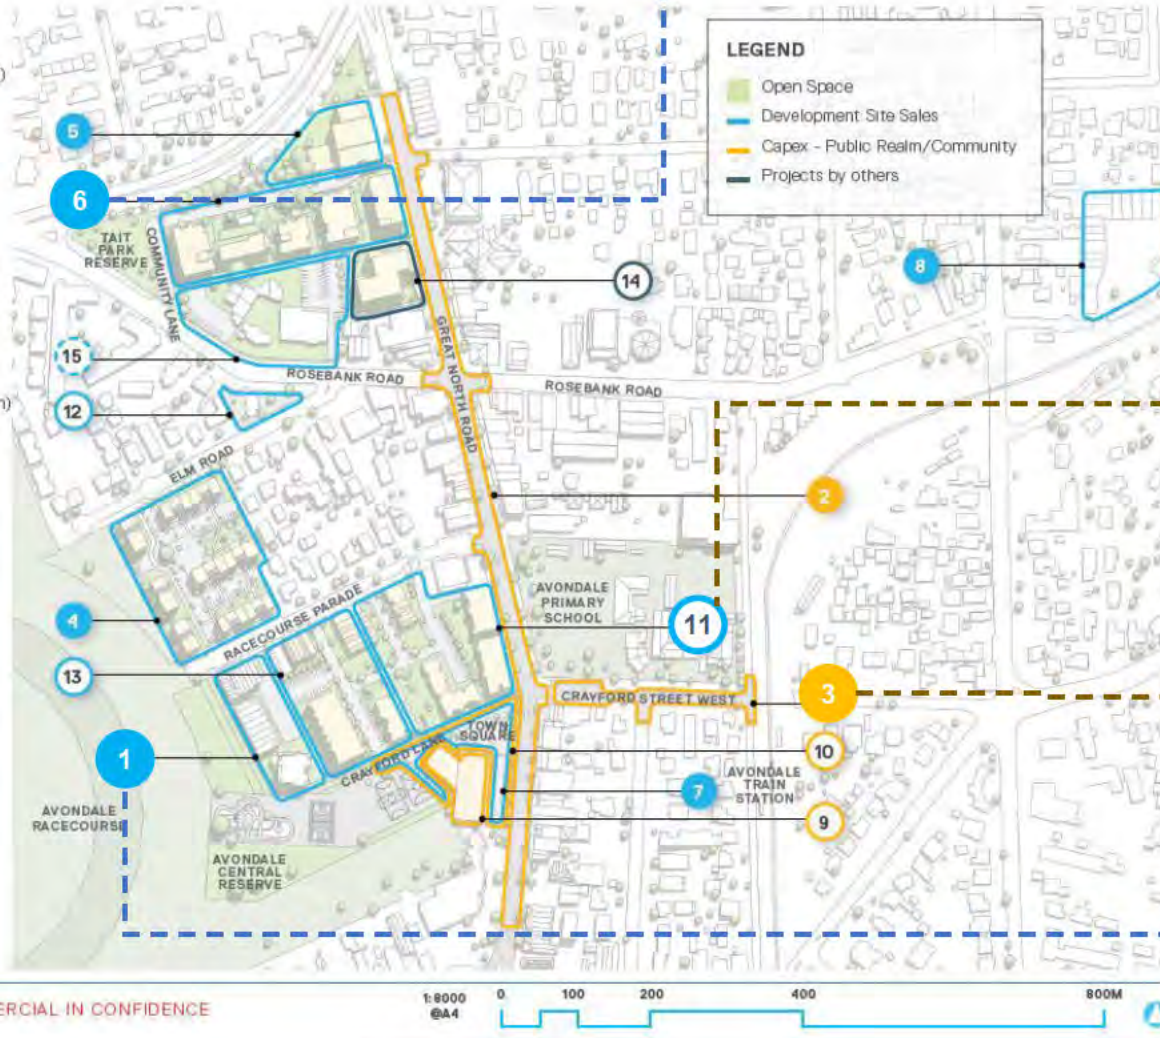 )
LEGEND
Open Space
Development Site Sales
Capex - Public Realm/Community
Projects by others
5
6
TAIT
PARK
RESERVE
COMMUNITY LANE
8
14
GREAT NORTH ROAD
15
ROSEBANK ROAD
ROSEBANK ROAD
n)
12
ELM ROAD
2
AVONDALE
PRIMARY
SCHOOL
4
11
RACECOURSE PARADE
13
CRAYFORD STREET WEST
3
TOWN
SQUARE
CRAYFORD LANE
10
1
7
AVONDALE
TRAIN
STATION
AVONDALE
RACECOURSE
9
AVONDALE
CENTRAL
RESERVE
ERCIAL IN CONFIDENCE
1:8000
@A4
0 100 200 400 800M